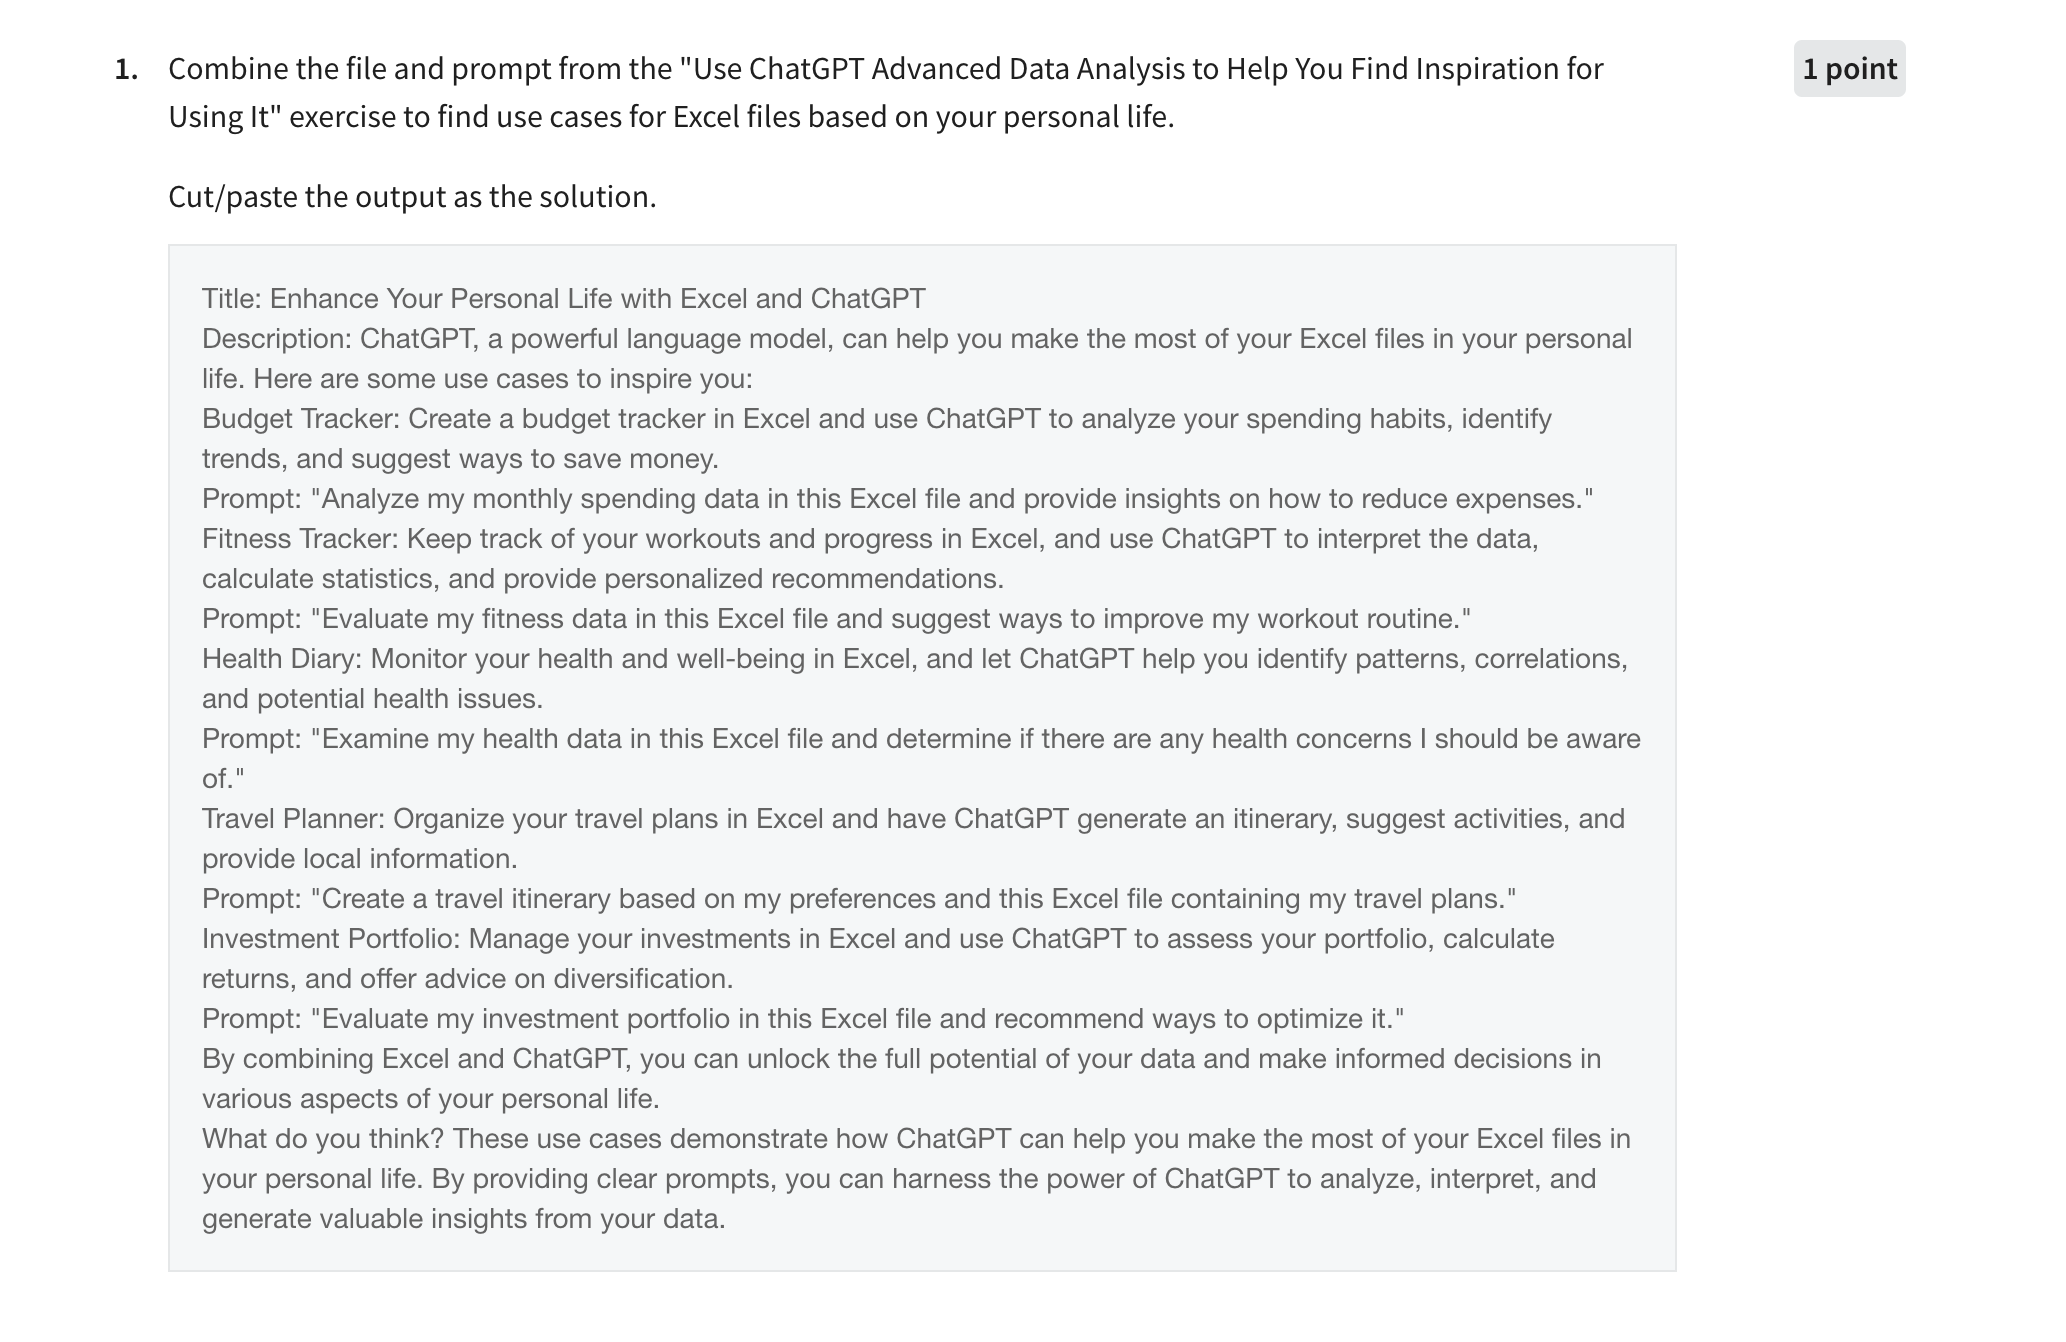 1. Combine the file and prompt from the "Use ChatGPT Advanced Data Analysis to Help You Find Inspiration for
1 point
Using It" exercise to find use cases for Excel files based on your personal life.
Cut/paste the output as the solution.
Title: Enhance Your Personal Life with Excel and ChatGPT
Description: ChatGPT, a powerful language model, can help you make the most of your Excel files in your personal
life. Here are some use cases to inspire you:
Budget Tracker: Create a budget tracker in Excel and use ChatGPT to analyze your spending habits, identify
trends, and suggest ways to save money.
Prompt: "Analyze my monthly spending data in this Excel file and provide insights on how to reduce expenses."
Fitness Tracker: Keep track of your workouts and progress in Excel, and use ChatGPT to interpret the data,
calculate statistics, and provide personalized recommendations.
Prompt: "Evaluate my fitness data in this Excel file and suggest ways to improve my workout routine."
Health Diary: Monitor your health and well-being in Excel, and let ChatGPT help you identify patterns, correlations,
and potential health issues.
Prompt: "Examine my health data in this Excel file and determine if there are any health concerns I should be aware
of."
Travel Planner: Organize your travel plans in Excel and have ChatGPT generate an itinerary, suggest activities, and
provide local information.
Prompt: "Create a travel itinerary based on my preferences and this Excel file containing my travel plans."
Investment Portfolio: Manage your investments in Excel and use ChatGPT to assess your portfolio, calculate
returns, and offer advice on diversification.
Prompt: "Evaluate my investment portfolio in this Excel file and recommend ways to optimize it."
By combining Excel and ChatGPT, you can unlock the full potential of your data and make informed decisions in
various aspects of your personal life.
What do you think? These use cases demonstrate how ChatGPT can help you make the most of your Excel files in
your personal life. By providing clear prompts, you can harness the power of ChatGPT to analyze, interpret, and
generate valuable insights from your data.